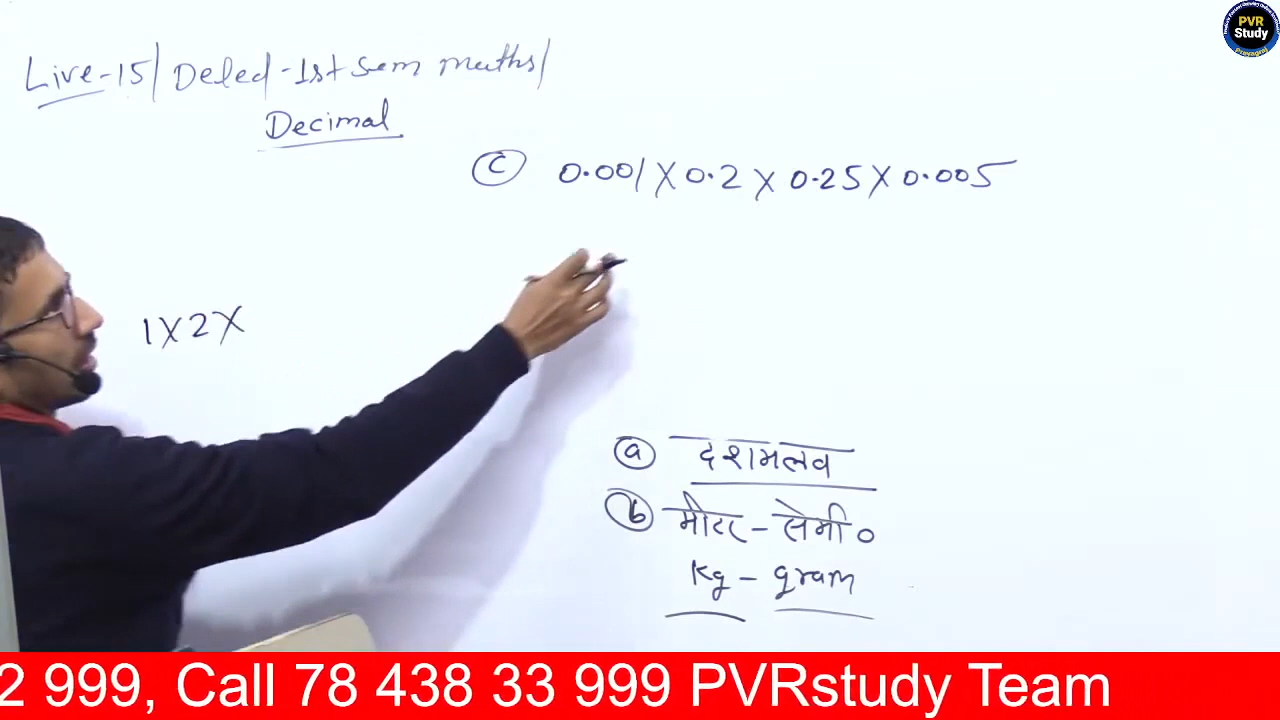 Live-15/ Deled-1st sem maths/
Decimal
C 0.001 X 0.2 X 0.25 X 0.005
1X2X
a दशमलव
b मीटर - सेमी०
Kg - gram
PVR
Study
Prayagraj
2 999, Call 78 438 33 999 PVRstudy Team